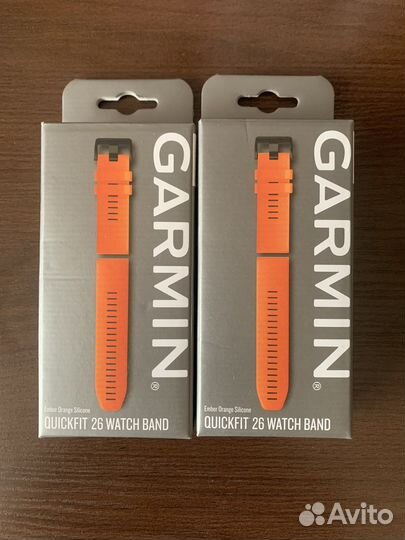 GARMIN®
Ember Orange Silicone
QUICKFIT 26 WATCH BAND
GARMIN®
Ember Orange Silicone
QUICKFIT 26 WATCH BAND
Avito